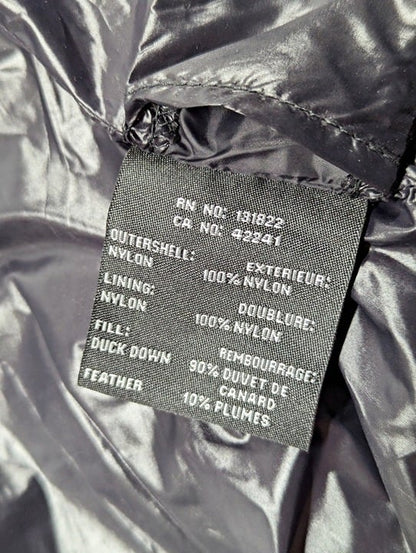 RN NO: 131822
CA NO: 42241
OUTERSHELL: EXTERIEUR:
NYLON 100% NYLON
LINING: DOUBLURE:
NYLON 100% NYLON
FILL: REMBOURRAGE:
DUCK DOWN 90% DUVET DE
CANARD
FEATHER 10% PLUMES